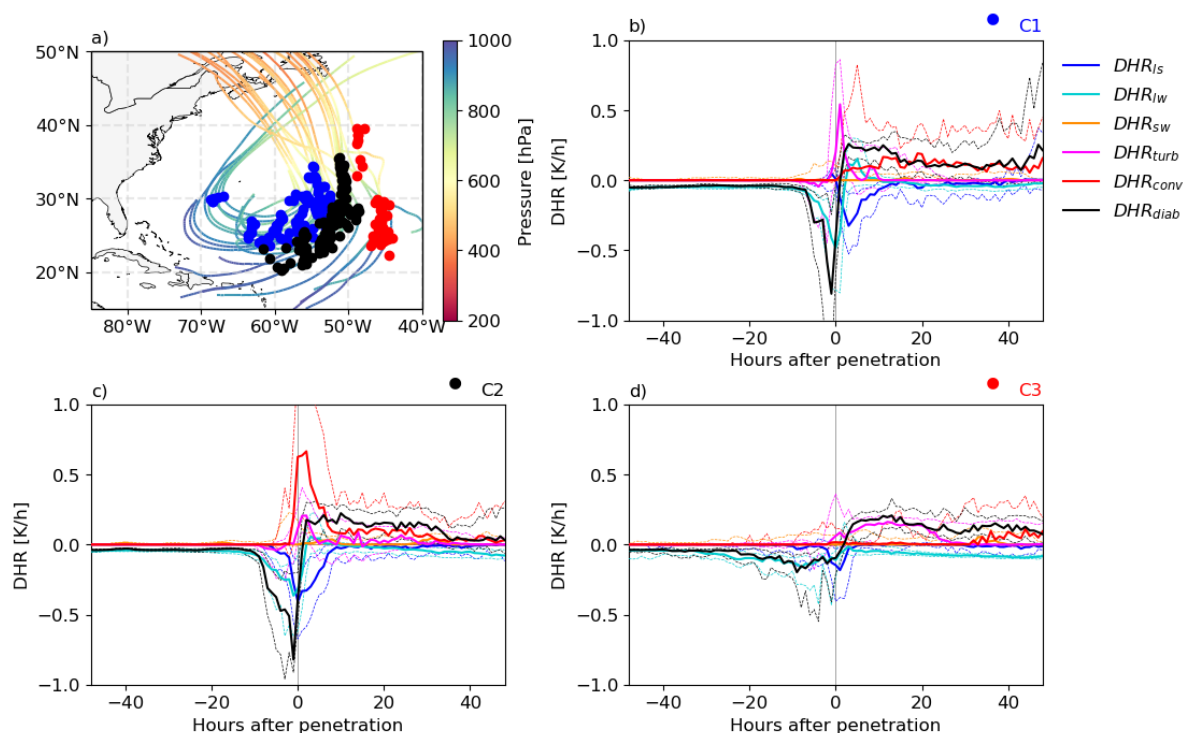 a)
50°N
40°N
30°N
20°N
80°W 70°W 60°W 50°W 40°W
1000
800
600
400
200
Pressure [hPa]
b)
C1
1.0
0.5
0.0
−0.5
−1.0
DHR [K/h]
−40 −20 0 20 40
Hours after penetration
DHR_ls
DHR_lw
DHR_sw
DHR_turb
DHR_conv
DHR_diab
c)
C2
1.0
0.5
0.0
−0.5
−1.0
DHR [K/h]
−40 −20 0 20 40
Hours after penetration
d)
C3
1.0
0.5
0.0
−0.5
−1.0
DHR [K/h]
−40 −20 0 20 40
Hours after penetration